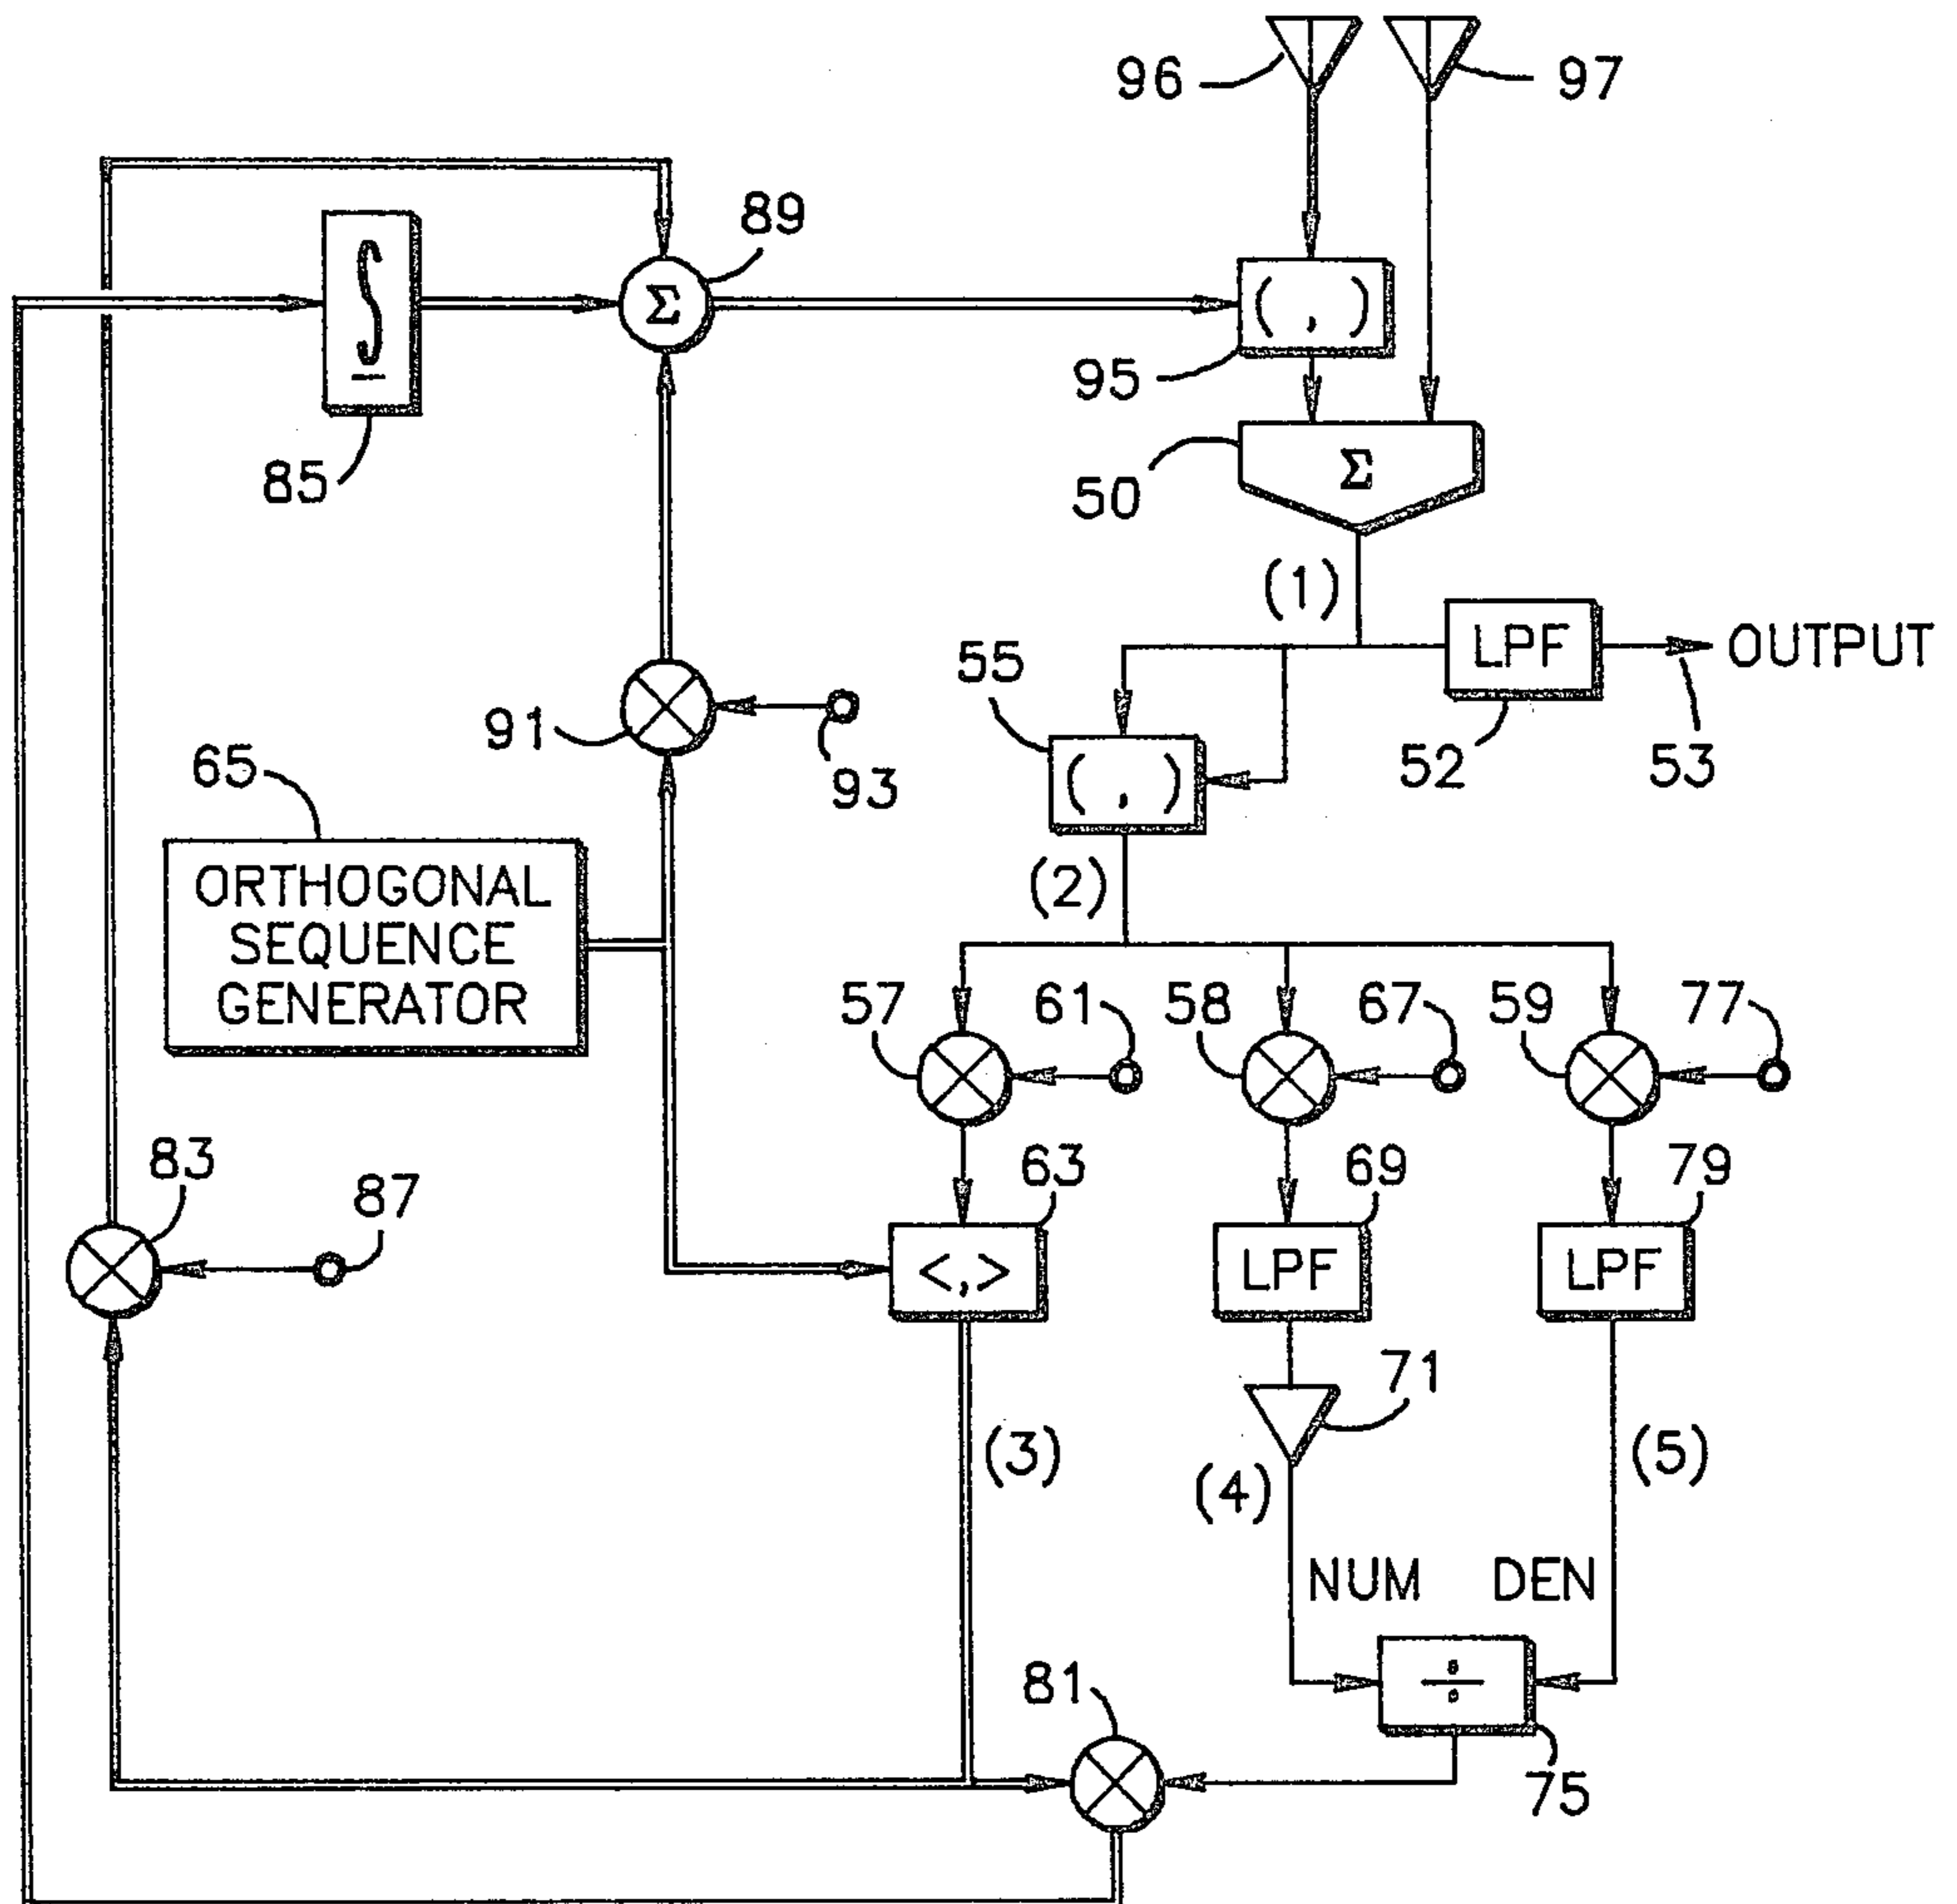 96
97
89
Σ
( , )
95
∫
85
50
Σ
(1)
55
LPF
OUTPUT
91
93
52
53
65
( , )
ORTHOGONAL
SEQUENCE
GENERATOR
(2)
57
61
58
67
59
77
83
87
63
69
79
<,>
LPF
LPF
71
(3)
(4)
(5)
NUM
DEN
81
÷
75